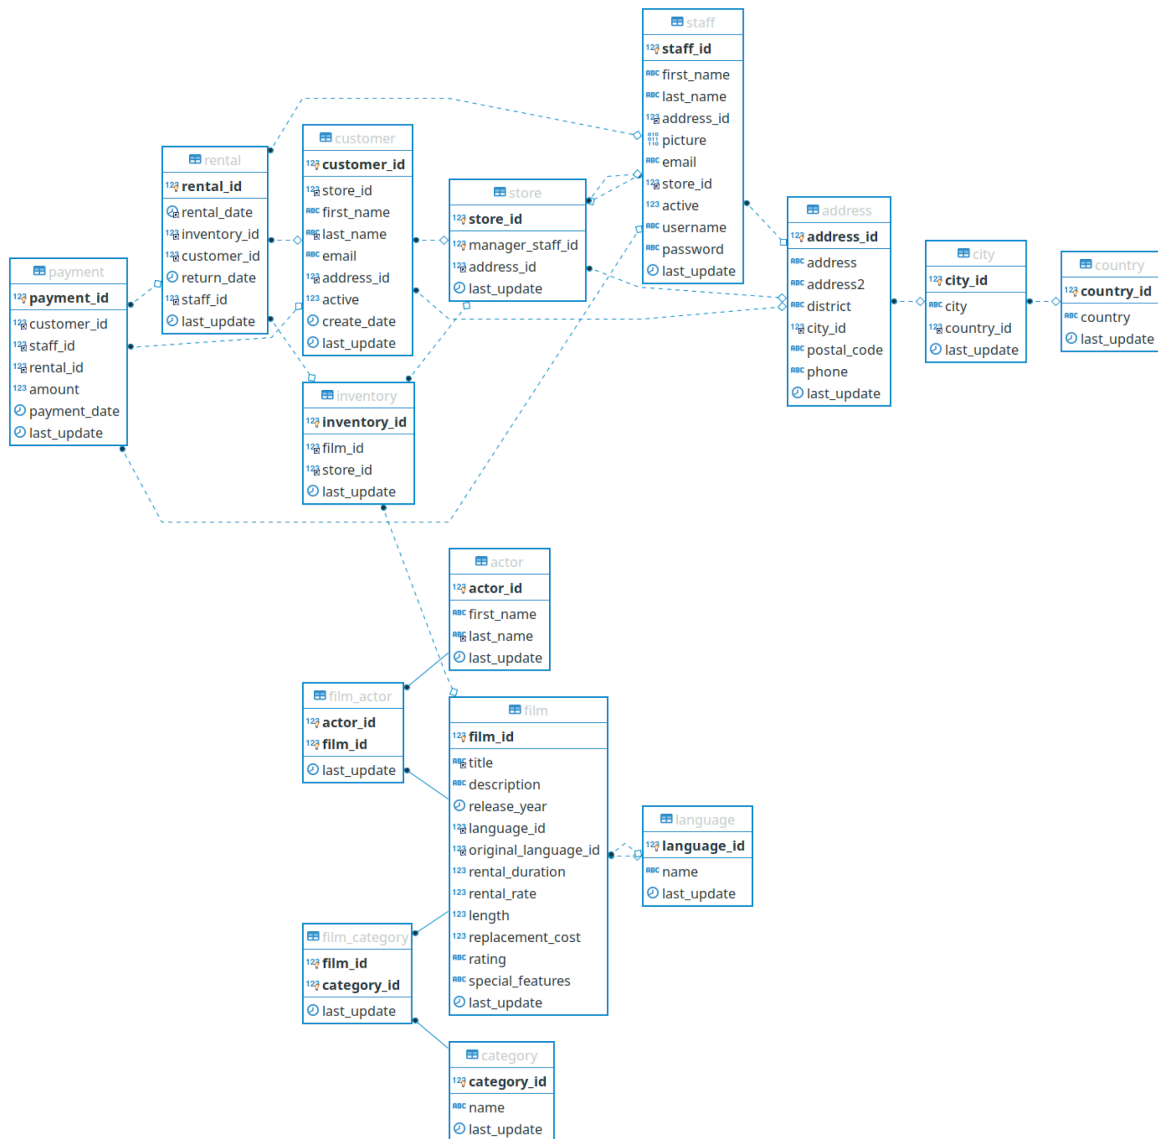 staff
staff_id
first_name
last_name
address_id
picture
email
store_id
active
username
password
last_update
customer
customer_id
store_id
first_name
last_name
email
address_id
active
create_date
last_update
rental
rental_id
rental_date
inventory_id
customer_id
return_date
staff_id
last_update
store
store_id
manager_staff_id
address_id
last_update
address
address_id
address
address2
district
city_id
postal_code
phone
last_update
city
city_id
city
country_id
last_update
country
country_id
country
last_update
payment
payment_id
customer_id
staff_id
rental_id
amount
payment_date
last_update
inventory
inventory_id
film_id
store_id
last_update
actor
actor_id
first_name
last_name
last_update
film_actor
actor_id
film_id
last_update
film
film_id
title
description
release_year
language_id
original_language_id
rental_duration
rental_rate
length
replacement_cost
rating
special_features
last_update
language
language_id
name
last_update
film_category
film_id
category_id
last_update
category
category_id
name
last_update